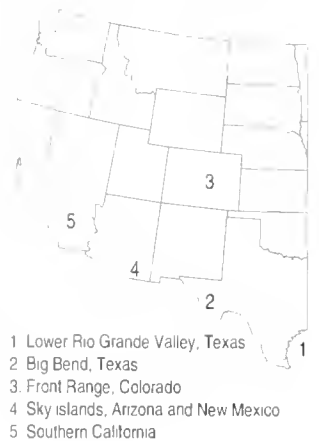 3
5
4
2
1
1 Lower Rio Grande Valley, Texas
2 Big Bend, Texas
3. Front Range, Colorado
4 Sky islands, Arizona and New Mexico
5 Southern California